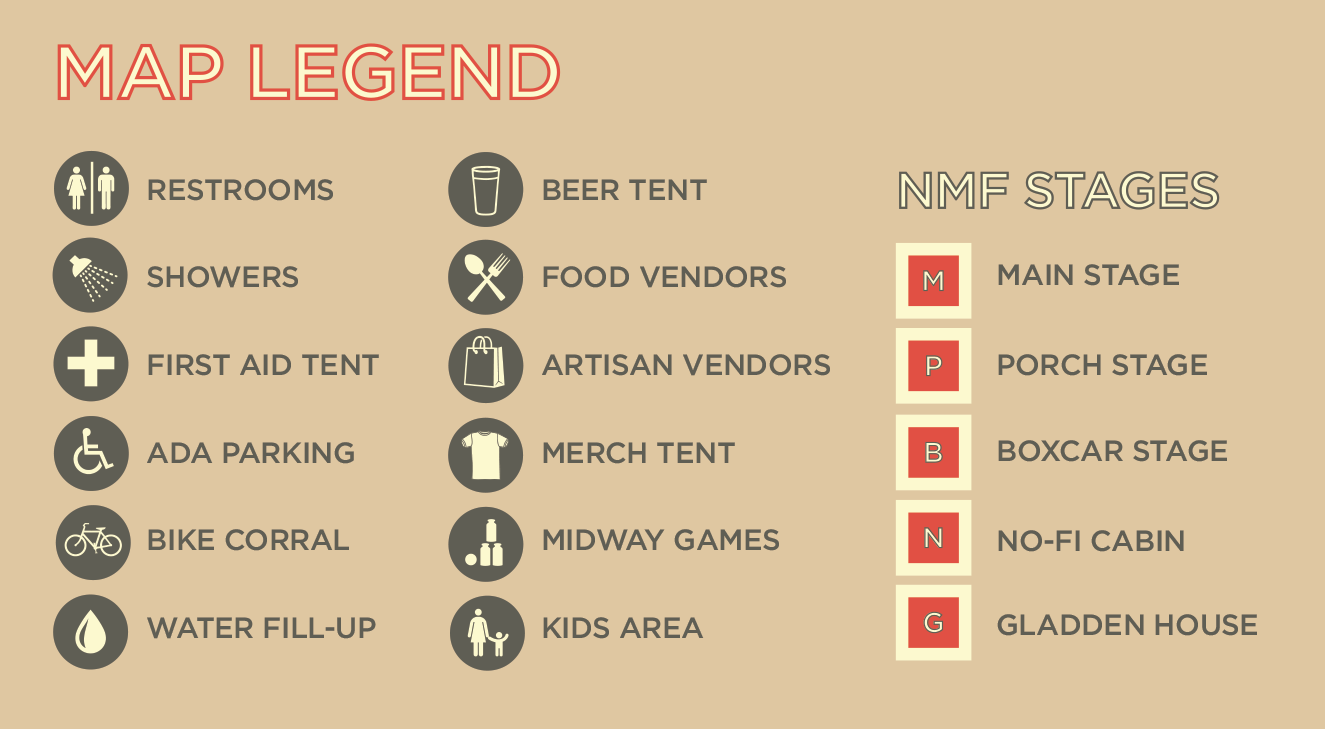 MAP LEGEND
RESTROOMS
SHOWERS
FIRST AID TENT
ADA PARKING
BIKE CORRAL
WATER FILL-UP
BEER TENT
FOOD VENDORS
ARTISAN VENDORS
MERCH TENT
MIDWAY GAMES
KIDS AREA
NMF STAGES
M MAIN STAGE
P PORCH STAGE
B BOXCAR STAGE
N NO-FI CABIN
G GLADDEN HOUSE